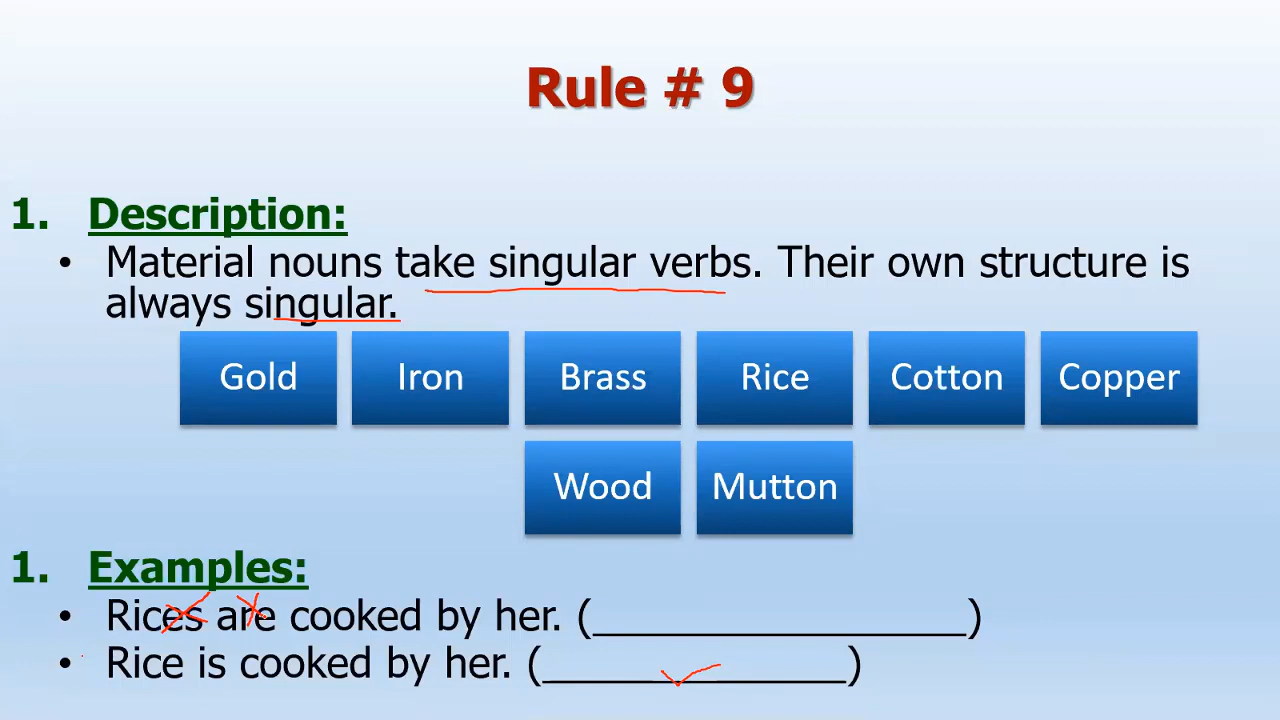 Rule # 9
1. Description:
• Material nouns take singular verbs. Their own structure is
always singular.
Gold Iron Brass Rice Cotton Copper
Wood Mutton
1. Examples:
• Rices are cooked by her. (__________________)
• Rice is cooked by her. (_______________)